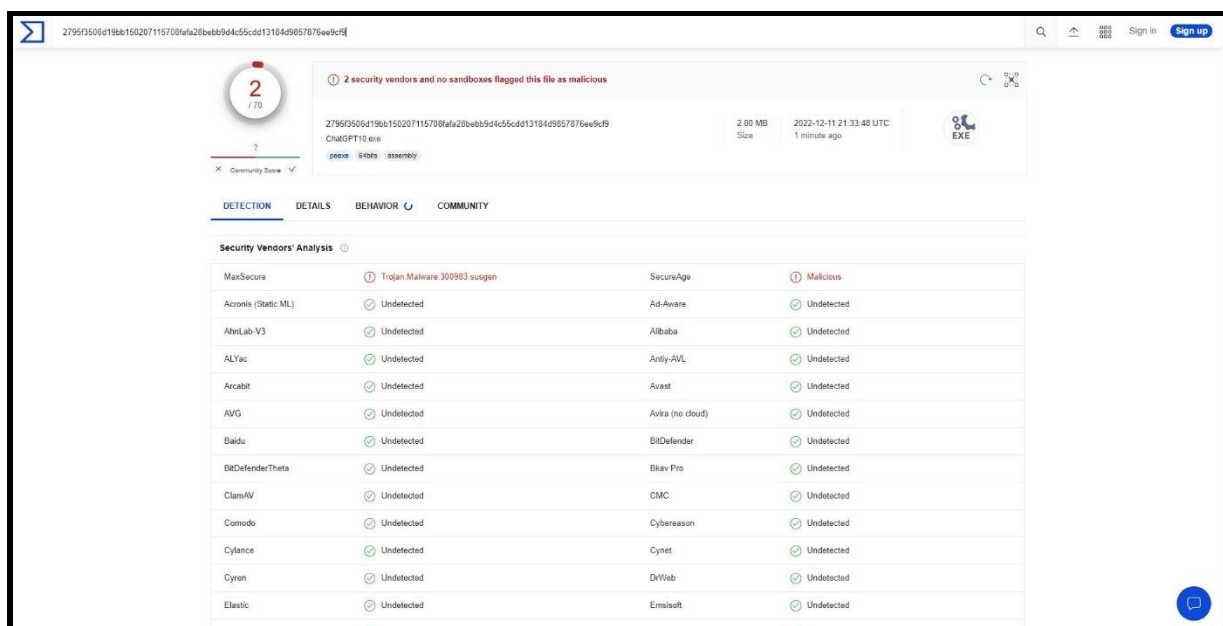 2795f3506d19bb150207115708fafa28bebb9d4c55cdd13184d9857876ee9cf9
Sign in
Sign up
2
/ 70
2 security vendors and no sandboxes flagged this file as malicious
2795f3506d19bb150207115708fafa28bebb9d4c55cdd13184d9857876ee9cf9
ChatGPT10.exe
peexe 64bits assembly
2.80 MB
Size
2022-12-11 21:33:48 UTC
1 minute ago
EXE
?
Community Score
DETECTION DETAILS BEHAVIOR COMMUNITY
Security Vendors' Analysis
MaxSecure Trojan.Malware.300983.susgen SecureAge Malicious
Acronis (Static ML) Undetected Ad-Aware Undetected
AhnLab-V3 Undetected Alibaba Undetected
ALYac Undetected Antiy-AVL Undetected
Arcabit Undetected Avast Undetected
AVG Undetected Avira (no cloud) Undetected
Baidu Undetected BitDefender Undetected
BitDefenderTheta Undetected Bkav Pro Undetected
ClamAV Undetected CMC Undetected
Comodo Undetected Cybereason Undetected
Cylance Undetected Cynet Undetected
Cyren Undetected DrWeb Undetected
Elastic Undetected Emsisoft Undetected